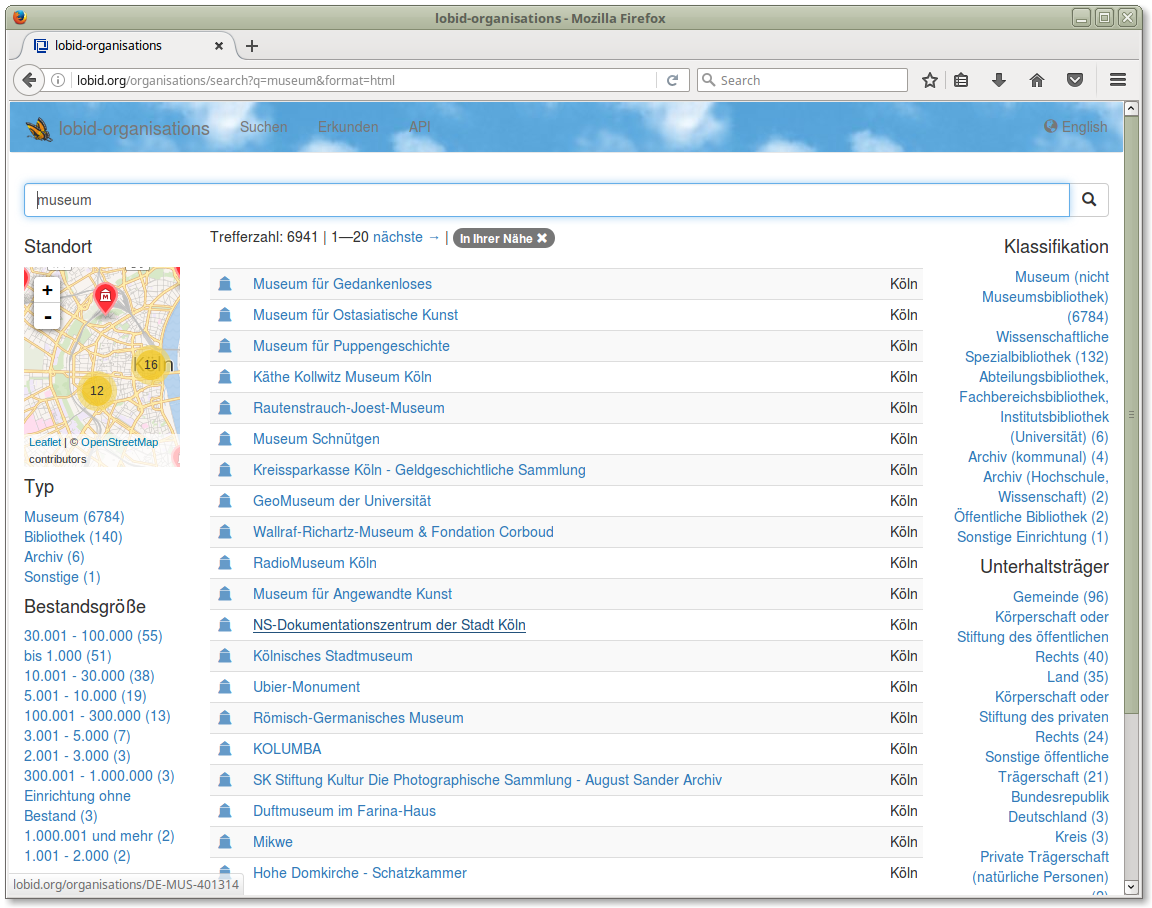 lobid-organisations - Mozilla Firefox
lobid-organisations
lobid.org/organisations/search?q=museum&format=html
Search
lobid-organisations Suchen Erkunden API English
museum
Standort
+
-
16
12
Leaflet | © OpenStreetMap
contributors
Typ
Museum (6784)
Bibliothek (140)
Archiv (6)
Sonstige (1)
Bestandsgröße
30.001 - 100.000 (55)
bis 1.000 (51)
10.001 - 30.000 (38)
5.001 - 10.000 (19)
100.001 - 300.000 (13)
3.001 - 5.000 (7)
2.001 - 3.000 (3)
300.001 - 1.000.000 (3)
Einrichtung ohne
Bestand (3)
1.000.001 und mehr (2)
1.001 - 2.000 (2)
Trefferzahl: 6941 | 1—20 nächste → | In Ihrer Nähe ✖
Museum für Gedankenloses Köln
Museum für Ostasiatische Kunst Köln
Museum für Puppengeschichte Köln
Käthe Kollwitz Museum Köln Köln
Rautenstrauch-Joest-Museum Köln
Museum Schnütgen Köln
Kreissparkasse Köln - Geldgeschichtliche Sammlung Köln
GeoMuseum der Universität Köln
Wallraf-Richartz-Museum & Fondation Corboud Köln
RadioMuseum Köln Köln
Museum für Angewandte Kunst Köln
NS-Dokumentationszentrum der Stadt Köln Köln
Kölnisches Stadtmuseum Köln
Ubier-Monument Köln
Römisch-Germanisches Museum Köln
KOLUMBA Köln
SK Stiftung Kultur Die Photographische Sammlung - August Sander Archiv Köln
Duftmuseum im Farina-Haus Köln
Mikwe Köln
Hohe Domkirche - Schatzkammer Köln
Klassifikation
Museum (nicht
Museumsbibliothek)
(6784)
Wissenschaftliche
Spezialbibliothek (132)
Abteilungsbibliothek,
Fachbereichsbibliothek,
Institutsbibliothek
(Universität) (6)
Archiv (kommunal) (4)
Archiv (Hochschule,
Wissenschaft) (2)
Öffentliche Bibliothek (2)
Sonstige Einrichtung (1)
Unterhaltsträger
Gemeinde (96)
Körperschaft oder
Stiftung des öffentlichen
Rechts (40)
Land (35)
Körperschaft oder
Stiftung des privaten
Rechts (24)
Sonstige öffentliche
Trägerschaft (21)
Bundesrepublik
Deutschland (3)
Kreis (3)
Private Trägerschaft
(natürliche Personen)
lobid.org/organisations/DE-MUS-401314